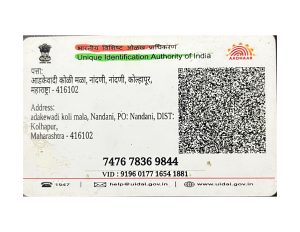 भारतीय विशिष्ट ओळख प्राधिकरण
Unique Identification Authority of India
AADHAAR
पत्ता:
आडकेवाडी कोळी मळा, नांदणी, नांदणी, कोल्हापूर,
महाराष्ट्र - 416102
Address:
adakewadi koli mala, Nandani, PO: Nandani, DIST:
Kolhapur,
Maharashtra - 416102
7476 7836 9844
VID : 9196 0177 1654 1881
1947 | help@uidai.gov.in | www.uidai.gov.in